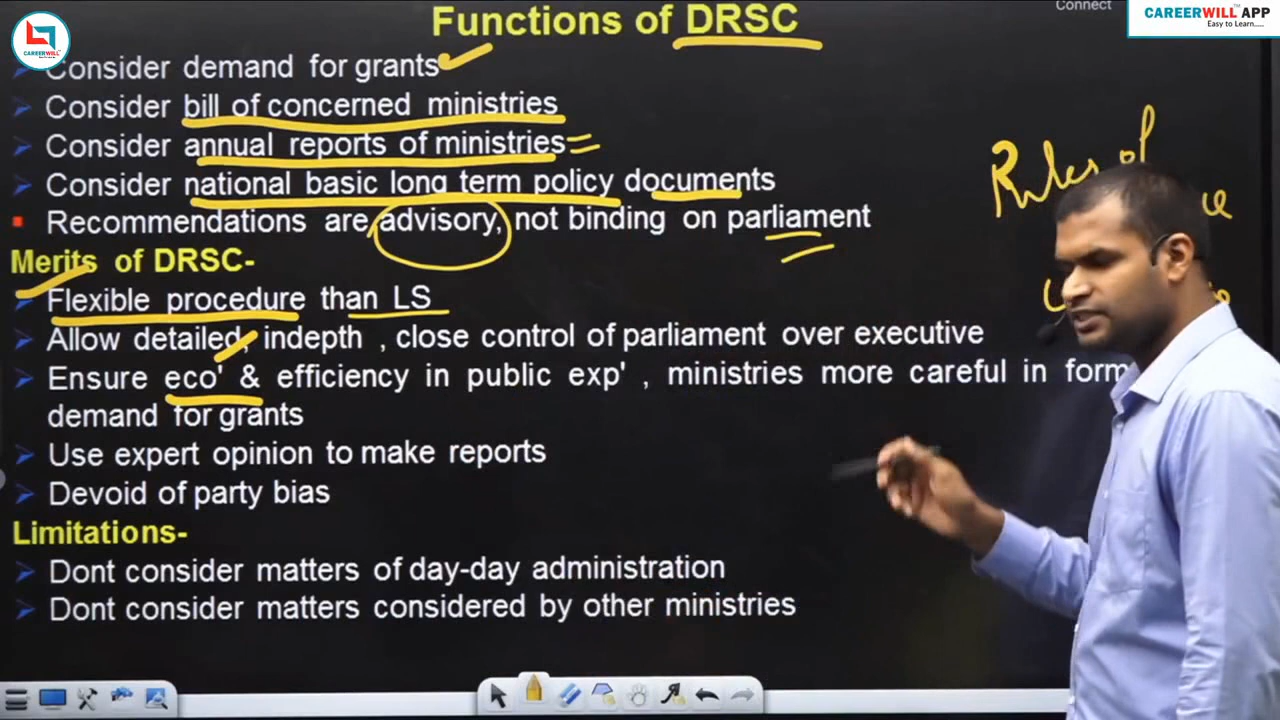 Connect
CAREERWILL APP
Easy to Learn.....
CAREERWILL
Functions of DRSC
Consider demand for grants
Consider bill of concerned ministries
Consider annual reports of ministries
Consider national basic long term policy documents
Recommendations are advisory, not binding on parliament
Rules of
Merits of DRSC-
Flexible procedure than LS
Allow detailed, indepth , close control of parliament over executive
Ensure eco' & efficiency in public exp' , ministries more careful in form
demand for grants
Use expert opinion to make reports
Devoid of party bias
Limitations-
Dont consider matters of day-day administration
Dont consider matters considered by other ministries